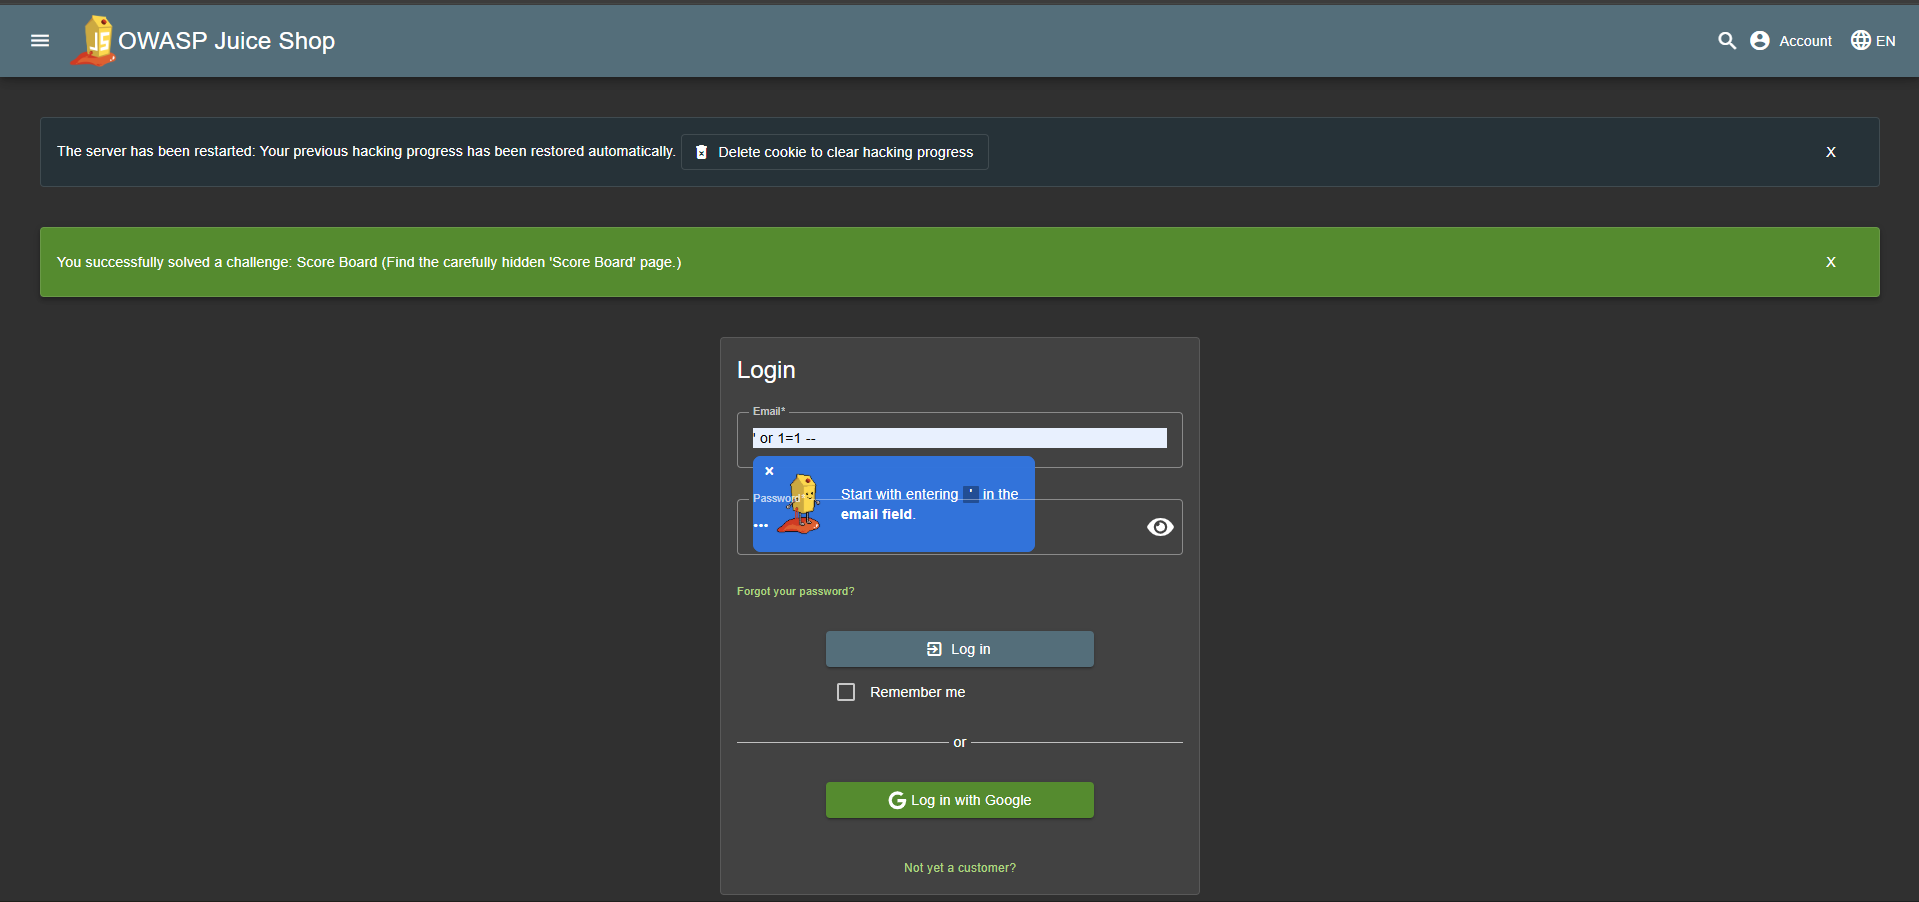 OWASP Juice Shop
Account
EN
The server has been restarted: Your previous hacking progress has been restored automatically.
Delete cookie to clear hacking progress
X
You successfully solved a challenge: Score Board (Find the carefully hidden 'Score Board' page.)
X
Login
Email*
' or 1=1 --
Start with entering ' in the
email field.
Password*
Forgot your password?
Log in
Remember me
or
Log in with Google
Not yet a customer?